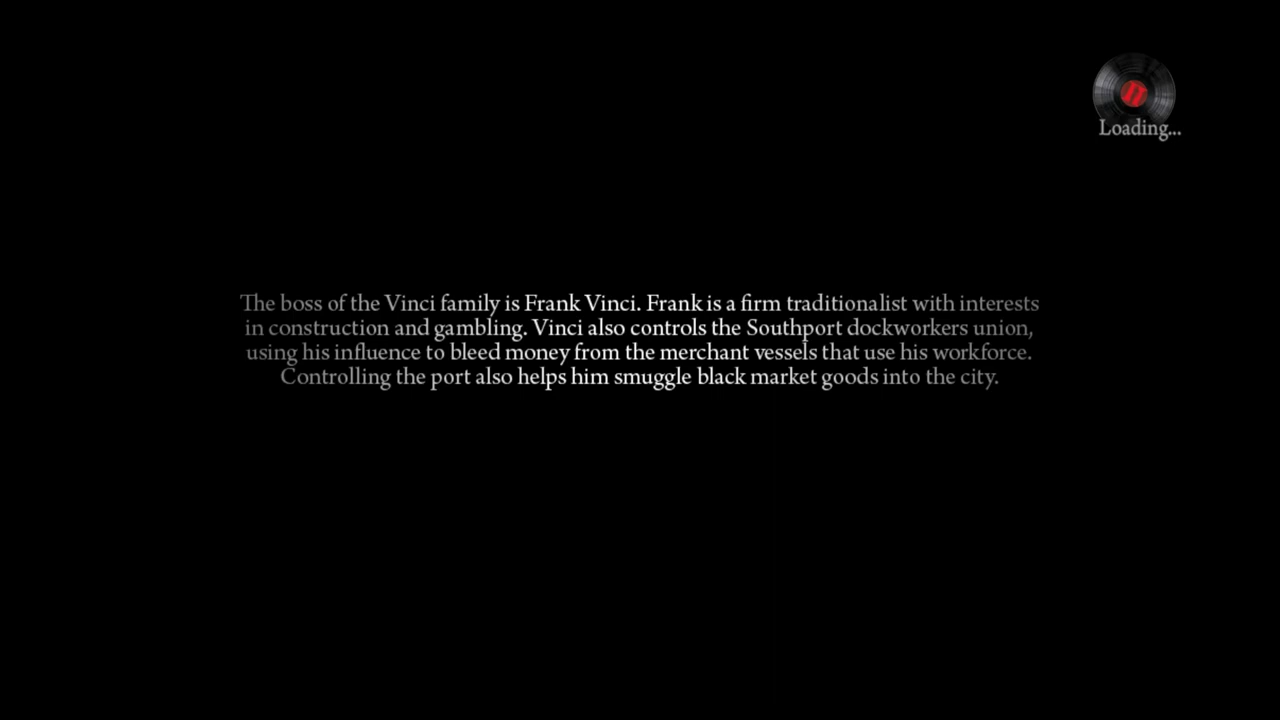 Loading...
The boss of the Vinci family is Frank Vinci. Frank is a firm traditionalist with interests
in construction and gambling. Vinci also controls the Southport dockworkers union,
using his influence to bleed money from the merchant vessels that use his workforce.
Controlling the port also helps him smuggle black market goods into the city.